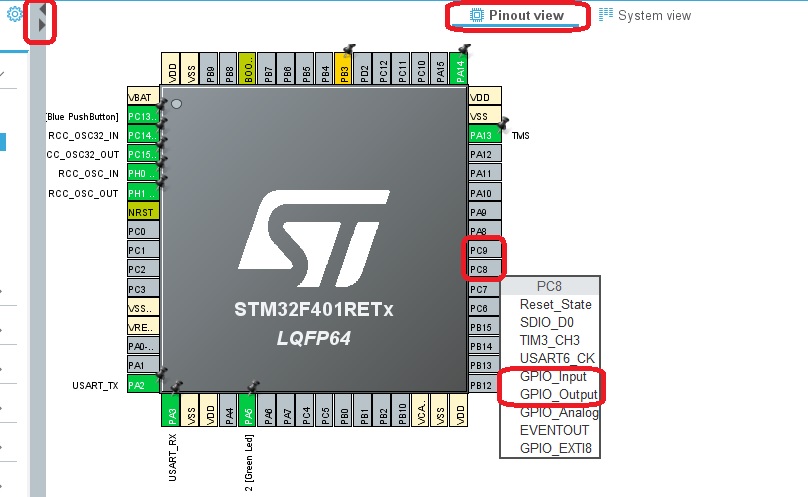 Pinout view
System view
VDD
VSS
PB9
PB8
BOO..
PB7
PB6
PB5
PB4
PB3
PD2
PC12
PC11
PC10
PA15
PA14
VBAT
[Blue PushButton]
PC13..
RCC_OSC32_IN
PC14..
CC_OSC32_OUT
PC15..
RCC_OSC_IN
PH0 ..
RCC_OSC_OUT
PH1 ..
NRST
PC0
PC1
PC2
PC3
VSS..
VRE..
PA0-..
PA1
USART_TX
PA2
ST
STM32F401RETx
LQFP64
VDD
VSS
PA13
TMS
PA12
PA11
PA10
PA9
PA8
PC9
PC8
PC7
PC6
PB15
PB14
PB13
PB12
PC8
Reset_State
SDIO_D0
TIM3_CH3
USART6_CK
GPIO_Input
GPIO_Output
GPIO_Analog
EVENTOUT
GPIO_EXTI8
PA3
VSS
VDD
PA4
PA5
PA6
PA7
PC4
PC5
PB0
PB1
PB2
PB10
VCA..
VSS
VDD
USART_RX
2 [Green Led]